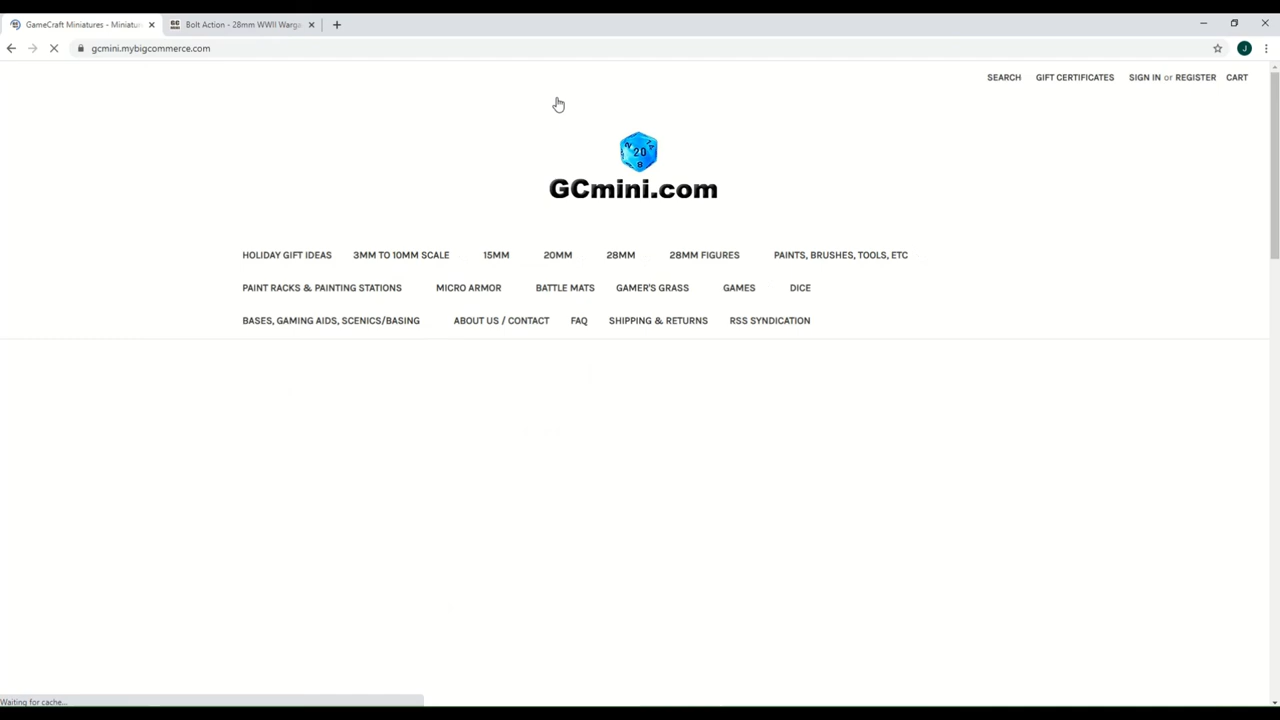 GameCraft Miniatures - Miniatu
Bolt Action - 28mm WWII Warga
gcmini.mybigcommerce.com
J
SEARCH GIFT CERTIFICATES SIGN IN or REGISTER CART
20
GCmini.com
HOLIDAY GIFT IDEAS 3MM TO 10MM SCALE 15MM 20MM 28MM 28MM FIGURES PAINTS, BRUSHES, TOOLS, ETC
PAINT RACKS & PAINTING STATIONS MICRO ARMOR BATTLE MATS GAMER'S GRASS GAMES DICE
BASES, GAMING AIDS, SCENICS/BASING ABOUT US / CONTACT FAQ SHIPPING & RETURNS RSS SYNDICATION
Waiting for cache...